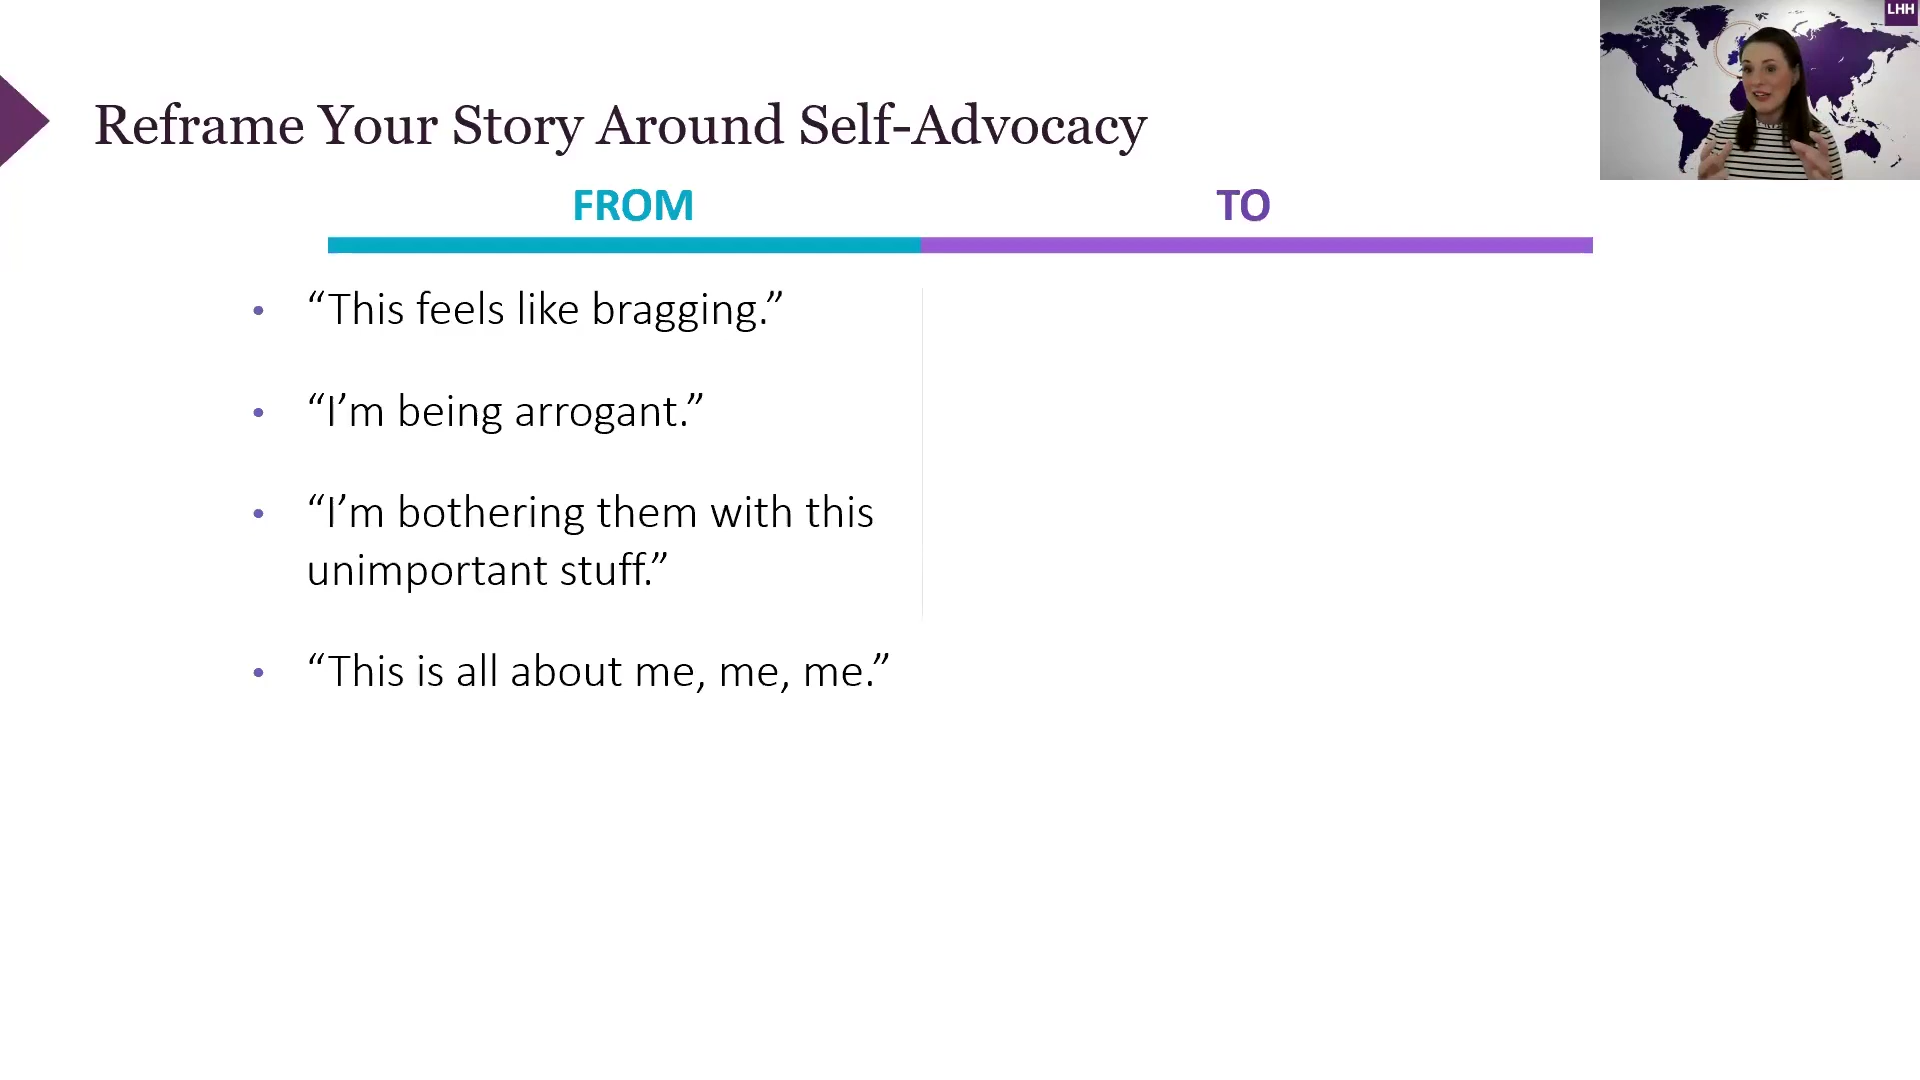 LHH
Reframe Your Story Around Self-Advocacy
FROM
TO
• “This feels like bragging.”
• “I’m being arrogant.”
• “I’m bothering them with this
unimportant stuff.”
• “This is all about me, me, me.”